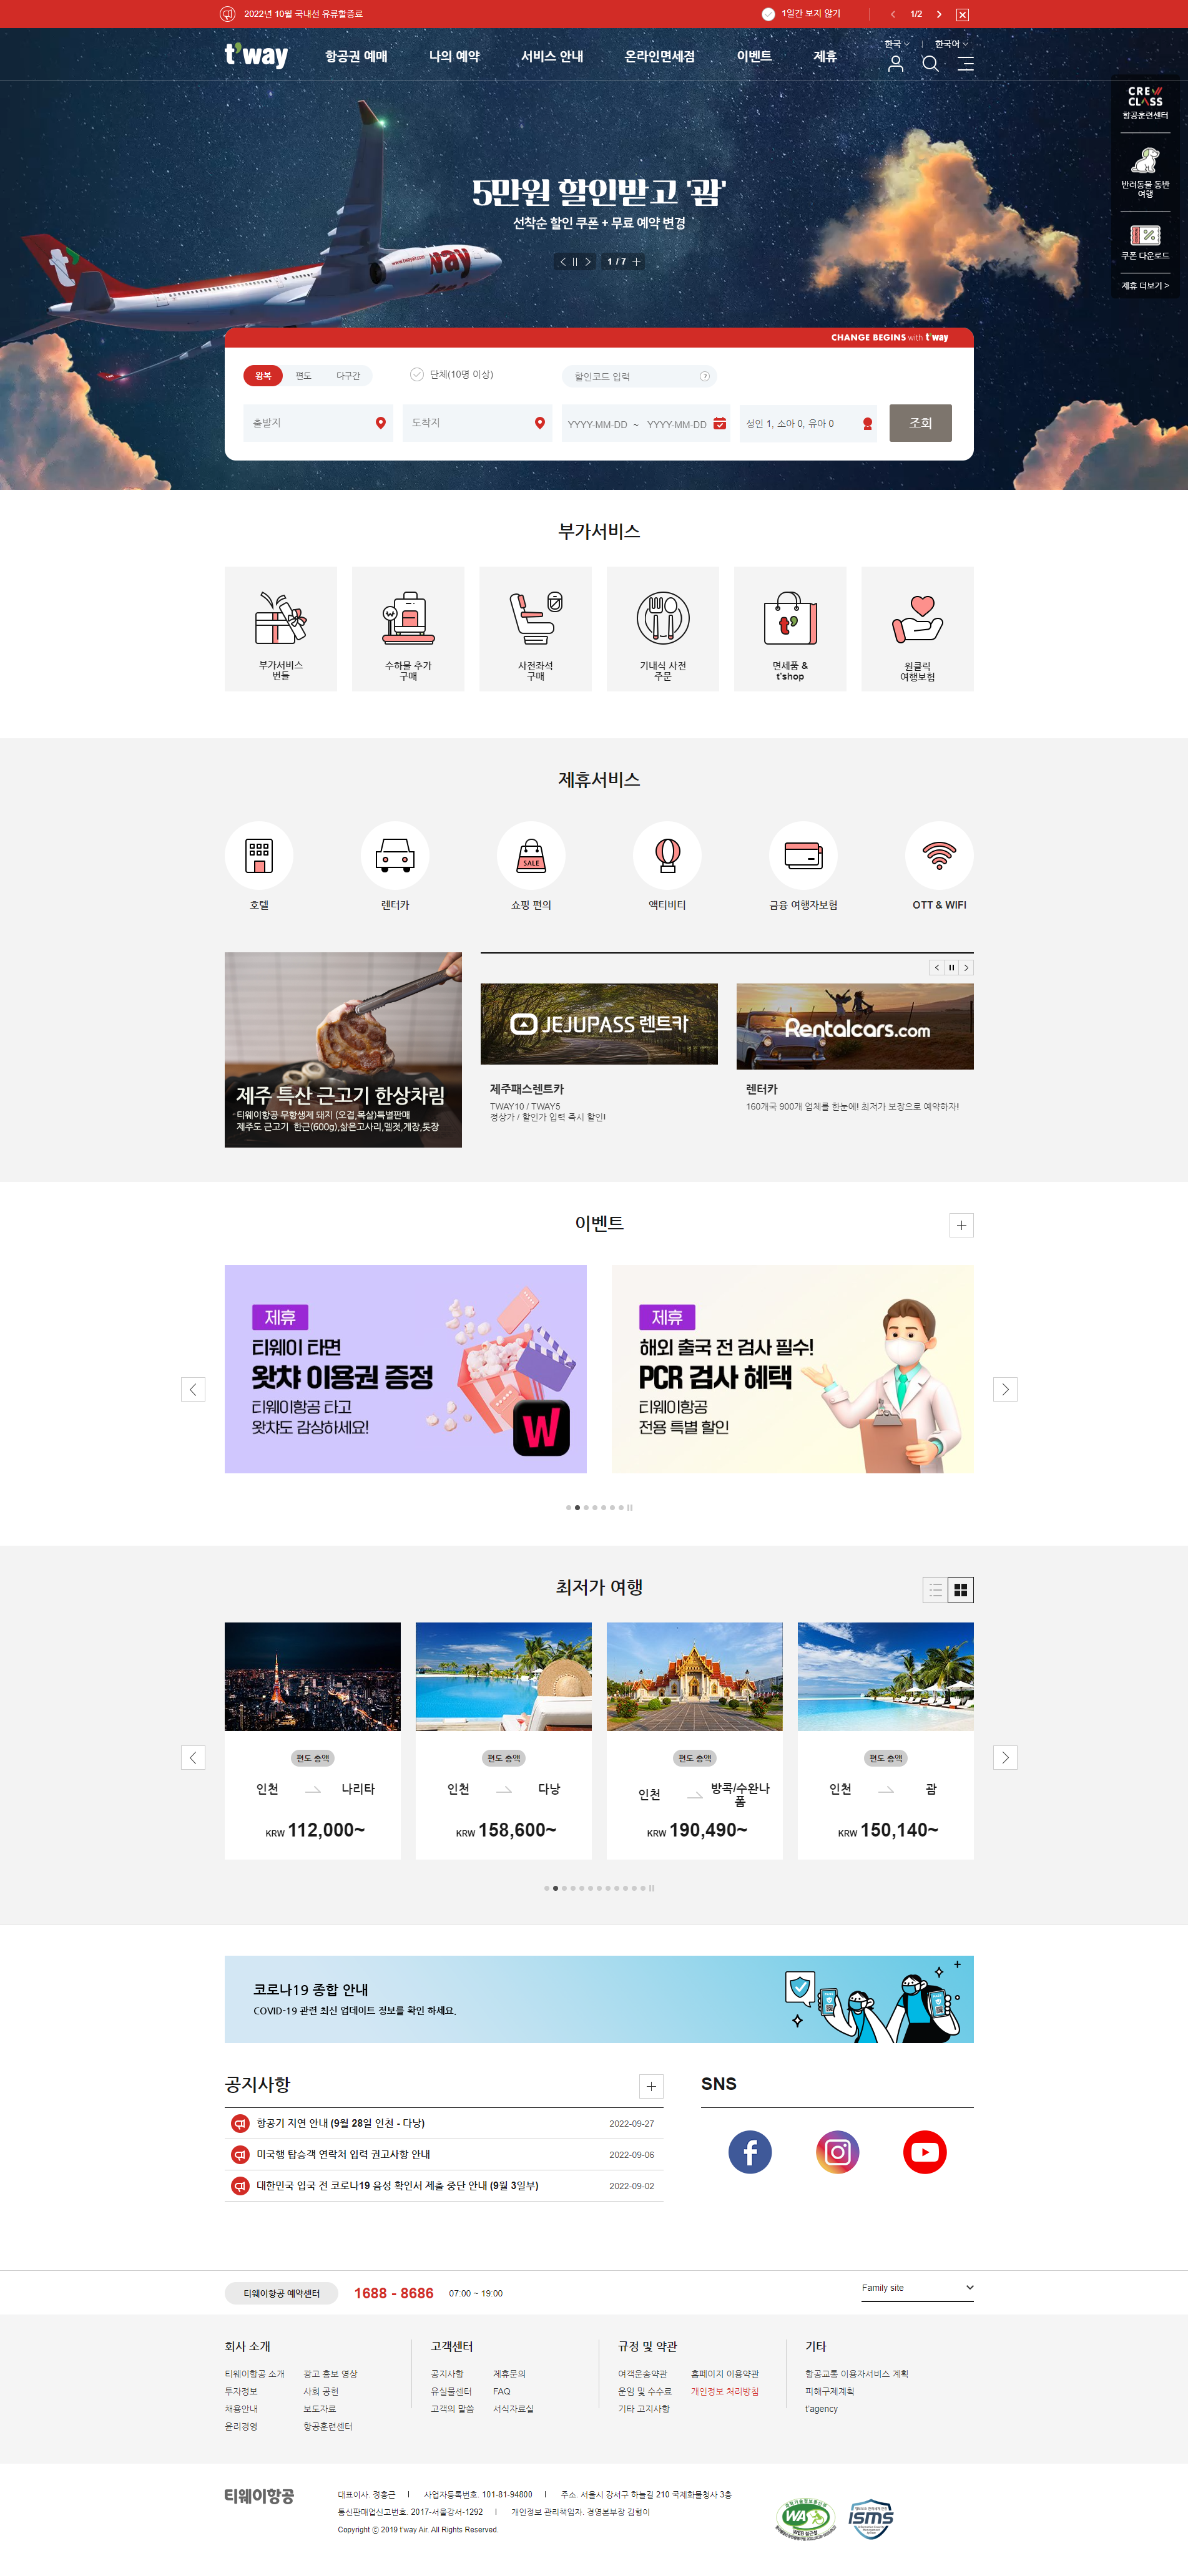 2022년 10월 국내선 유류할증료
1일간 보지 않기
1/2
t'way
항공권 예매
나의 예약
서비스 안내
온라인면세점
이벤트
제휴
한국
한국어
CREW CLASS
항공훈련센터
반려동물 동반
여행
쿠폰 다운로드
제휴 더보기 >
5만원 할인받고 '괌'
선착순 할인 쿠폰 + 무료 예약 변경
1 / 7
t
www.twayair.com
way
CHANGE BEGINS with t'way
왕복
편도
다구간
단체(10명 이상)
할인코드 입력
?
출발지
도착지
YYYY-MM-DD ~ YYYY-MM-DD
성인 1, 소아 0, 유아 0
조회
부가서비스
부가서비스
번들
수하물 추가
구매
사전좌석
구매
기내식 사전
주문
면세품 &
t'shop
원클릭
여행보험
제휴서비스
호텔
렌터카
SALE
쇼핑 편의
액티비티
금융 여행자보험
OTT & WIFI
제주 특산 근고기 한상차림
티웨이항공 무항생제 돼지 (오겹,목살)특별판매
제주도 근고기 한근(600g),삶은고사리,멜젓,게장,톳장
JEJUPASS 렌트카
제주패스렌트카
TWAY10 / TWAY5
정상가 / 할인가 입력 즉시 할인!
Rentalcars.com
렌터카
160개국 900개 업체를 한눈에! 최저가 보장으로 예약하자!
이벤트
제휴
티웨이 타면
왓챠 이용권 증정
티웨이항공 타고
왓챠도 감상하세요!
W
제휴
해외 출국 전 검사 필수!
PCR 검사 혜택
티웨이항공
전용 특별 할인
최저가 여행
편도 총액
인천
나리타
KRW 112,000~
편도 총액
인천
다낭
KRW 158,600~
편도 총액
인천
방콕/수완나
폼
KRW 190,490~
편도 총액
인천
괌
KRW 150,140~
코로나19 종합 안내
COVID-19 관련 최신 업데이트 정보를 확인 하세요.
공지사항
항공기 지연 안내 (9월 28일 인천 - 다낭)
2022-09-27
미국행 탑승객 연락처 입력 권고사항 안내
2022-09-06
대한민국 입국 전 코로나19 음성 확인서 제출 중단 안내 (9월 3일부)
2022-09-02
SNS
티웨이항공 예약센터
1688 - 8686
07:00 ~ 19:00
Family site
회사 소개
티웨이항공 소개
광고 홍보 영상
투자정보
사회 공헌
채용안내
보도자료
윤리경영
항공훈련센터
고객센터
공지사항
제휴문의
유실물센터
FAQ
고객의 말씀
서식자료실
규정 및 약관
여객운송약관
홈페이지 이용약관
운임 및 수수료
개인정보 처리방침
기타 고지사항
기타
항공교통 이용자서비스 계획
피해구제계획
t'agency
티웨이항공
대표이사. 정홍근 | 사업자등록번호. 101-81-94800 | 주소. 서울시 강서구 하늘길 210 국제화물청사 3층
통신판매업신고번호. 2017-서울강서-1292 | 개인정보 관리책임자. 경영본부장 김형이
Copyright ⓒ 2019 t'way Air. All Rights Reserved.
WA
WEB 접근성
ISMS